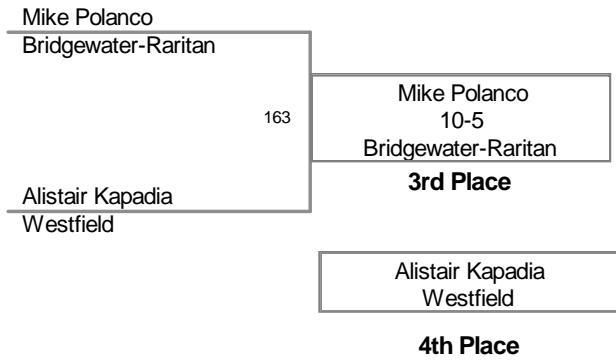 Mike Polanco
Bridgewater-Raritan
163
Mike Polanco
10-5
Bridgewater-Raritan
3rd Place
Alistair Kapadia
Westfield
Alistair Kapadia
Westfield
4th Place